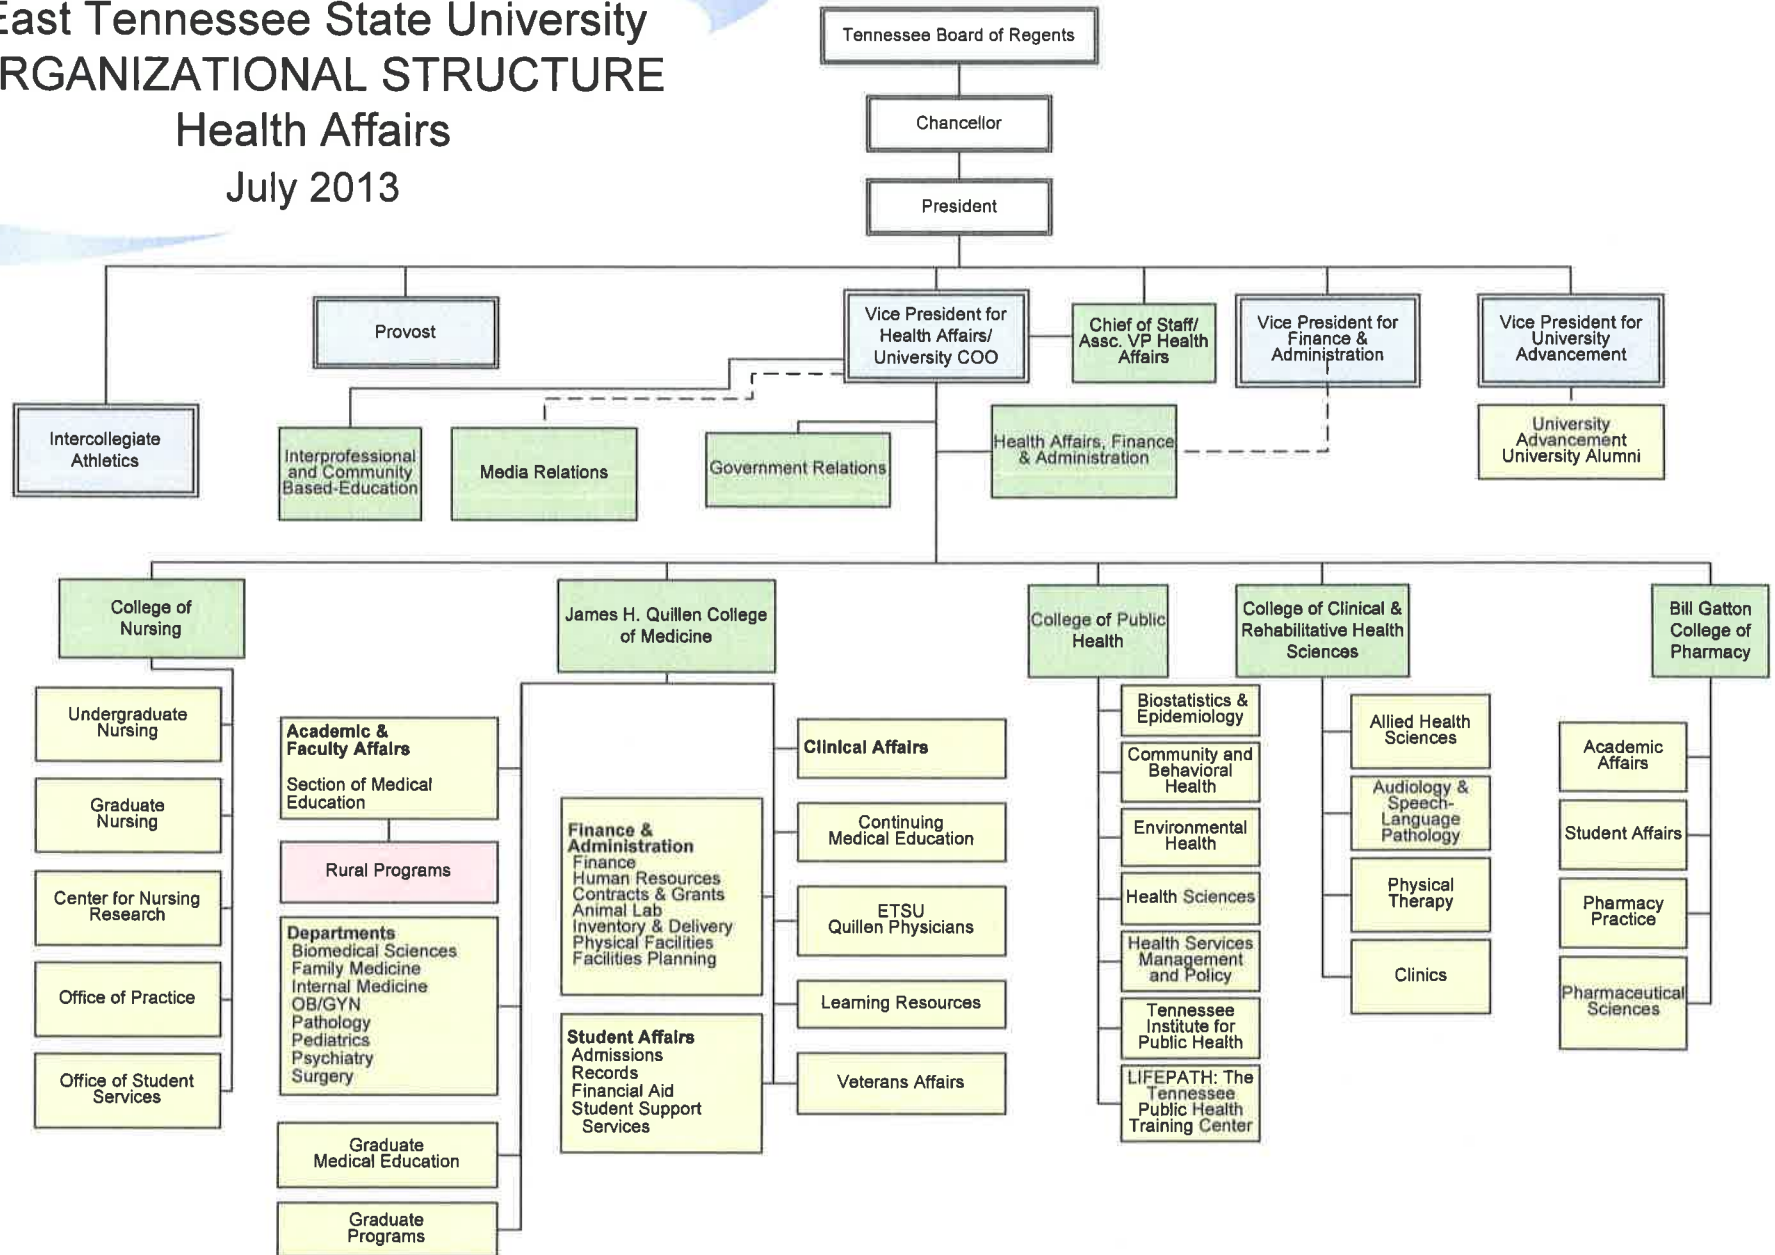 East Tennessee State University
RGANIZATIONAL STRUCTURE
Health Affairs
July 2013
Tennessee Board of Regents
Chancellor
President
Intercollegiate
Athletics
Provost
Vice President for
Health Affairs/
University COO
Chief of Staff/
Assc. VP Health
Affairs
Vice President for
Finance &
Administration
Vice President for
University
Advancement
Interprofessional
and Community
Based-Education
Media Relations
Government Relations
Health Affairs, Finance
& Administration
University
Advancement
University Alumni
College of
Nursing
Undergraduate
Nursing
Graduate
Nursing
Center for Nursing
Research
Office of Practice
Office of Student
Services
James H. Quillen College
of Medicine
Academic &
Faculty Affairs
Section of Medical
Education
Rural Programs
Departments
Biomedical Sciences
Family Medicine
Internal Medicine
OB/GYN
Pathology
Pediatrics
Psychiatry
Surgery
Graduate
Medical Education
Graduate
Programs
Finance &
Administration
Finance
Human Resources
Contracts & Grants
Animal Lab
Inventory & Delivery
Physical Facilities
Facilities Planning
Student Affairs
Admissions
Records
Financial Aid
Student Support
Services
Clinical Affairs
Continuing
Medical Education
ETSU
Quillen Physicians
Learning Resources
Veterans Affairs
College of Public
Health
Biostatistics &
Epidemiology
Community and
Behavioral
Health
Environmental
Health
Health Sciences
Health Services
Management
and Policy
Tennessee
Institute for
Public Health
LIFEPATH: The
Tennessee
Public Health
Training Center
College of Clinical &
Rehabilitative Health
Sciences
Allied Health
Sciences
Audiology &
Speech-
Language
Pathology
Physical
Therapy
Clinics
Bill Gatton
College of
Pharmacy
Academic
Affairs
Student Affairs
Pharmacy
Practice
Pharmaceutical
Sciences